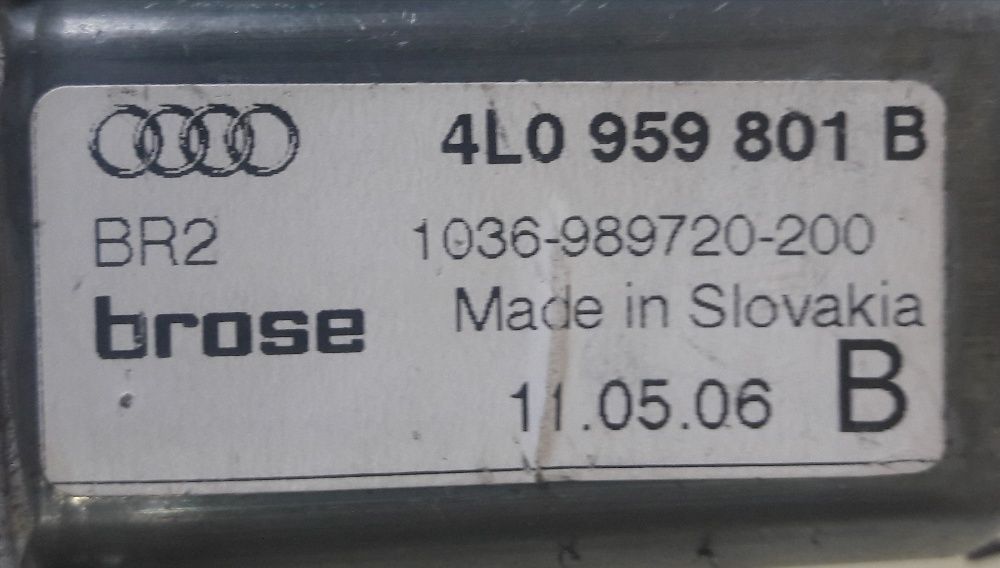 4L0 959 801 B
BR2 1036-989720-200
brose Made in Slovakia
11.05.06 B